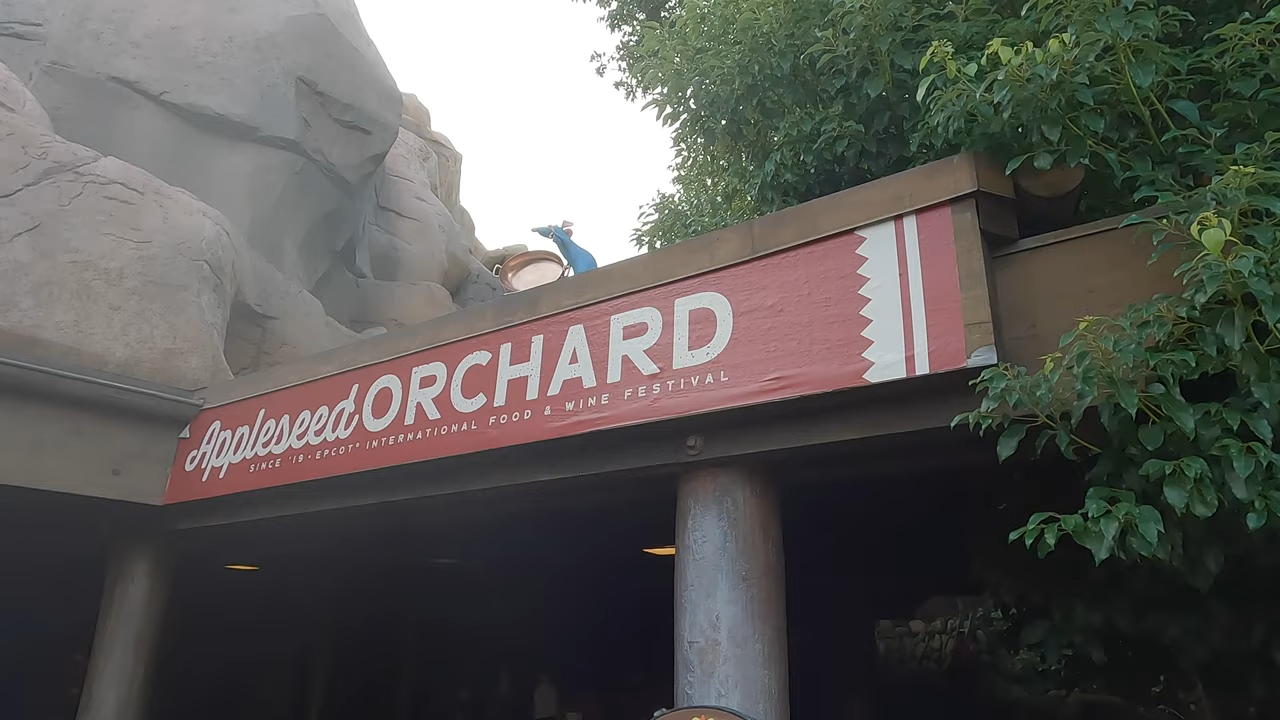 Appleseed ORCHARD
SINCE '19 • EPCOT® INTERNATIONAL FOOD & WINE FESTIVAL